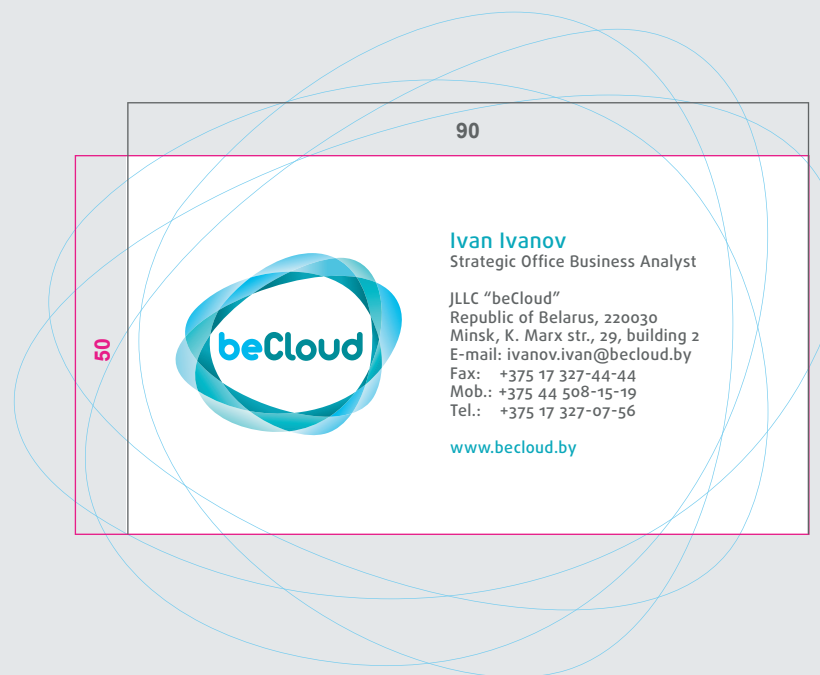 90
50
beCloud
Ivan Ivanov
Strategic Office Business Analyst
JLLC “beCloud”
Republic of Belarus, 220030
Minsk, K. Marx str., 29, building 2
E-mail: ivanov.ivan@becloud.by
Fax: +375 17 327-44-44
Mob.: +375 44 508-15-19
Tel.: +375 17 327-07-56
www.becloud.by